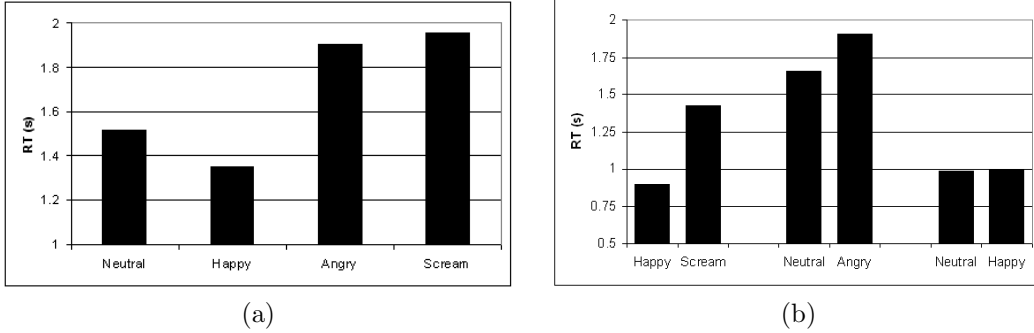 2
1.8
1.6
1.4
1.2
1
RT (s)
Neutral Happy Angry Scream
(a)
2
1.75
1.5
1.25
1
0.75
0.5
RT (s)
Happy Scream Neutral Angry Neutral Happy
(b)